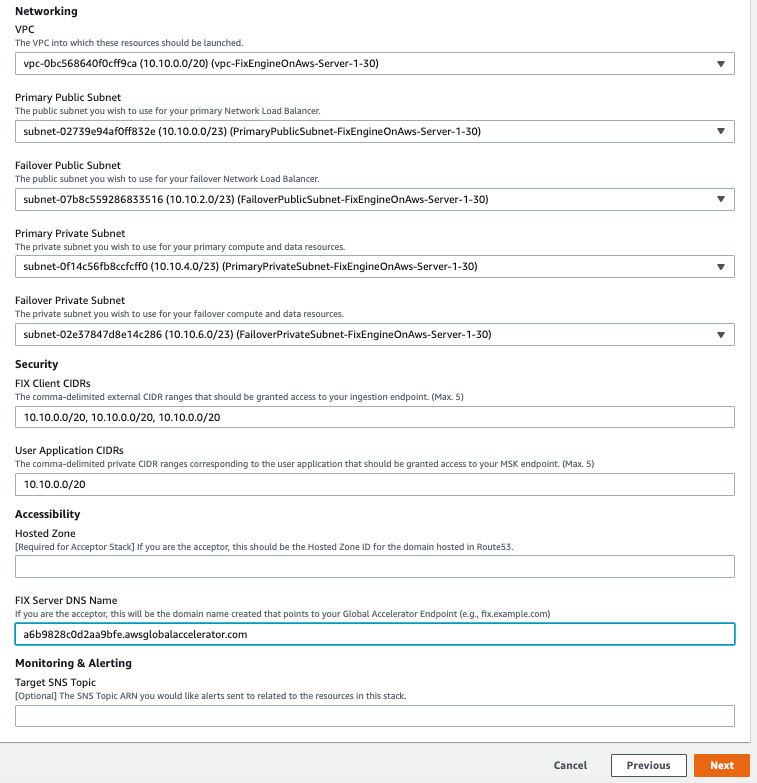 Networking
VPC
The VPC into which these resources should be launched.
vpc-0bc568640f0cff9ca (10.10.0.0/20) (vpc-FixEngineOnAws-Server-1-30)
Primary Public Subnet
The public subnet you wish to use for your primary Network Load Balancer.
subnet-02739e94af0ff832e (10.10.0.0/23) (PrimaryPublicSubnet-FixEngineOnAws-Server-1-30)
Failover Public Subnet
The public subnet you wish to use for your failover Network Load Balancer.
subnet-07b8c559286833516 (10.10.2.0/23) (FailoverPublicSubnet-FixEngineOnAws-Server-1-30)
Primary Private Subnet
The private subnet you wish to use for your primary compute and data resources.
subnet-0f14c56fb8ccfcff0 (10.10.4.0/23) (PrimaryPrivateSubnet-FixEngineOnAws-Server-1-30)
Failover Private Subnet
The private subnet you wish to use for your failover compute and data resources.
subnet-02e37847d8e14c286 (10.10.6.0/23) (FailoverPrivateSubnet-FixEngineOnAws-Server-1-30)
Security
FIX Client CIDRs
The comma-delimited external CIDR ranges that should be granted access to your ingestion endpoint. (Max. 5)
10.10.0.0/20, 10.10.0.0/20, 10.10.0.0/20
User Application CIDRs
The comma-delimited private CIDR ranges corresponding to the user application that should be granted access to your MSK endpoint. (Max. 5)
10.10.0.0/20
Accessibility
Hosted Zone
[Required for Acceptor Stack] If you are the acceptor, this should be the Hosted Zone ID for the domain hosted in Route53.
FIX Server DNS Name
If you are the acceptor, this will be the domain name created that points to your Global Accelerator Endpoint (e.g., fix.example.com)
a6b9828c0d2aa9bfe.awsglobalaccelerator.com
Monitoring & Alerting
Target SNS Topic
[Optional] The SNS Topic ARN you would like alerts sent to related to the resources in this stack.
Cancel
Previous
Next